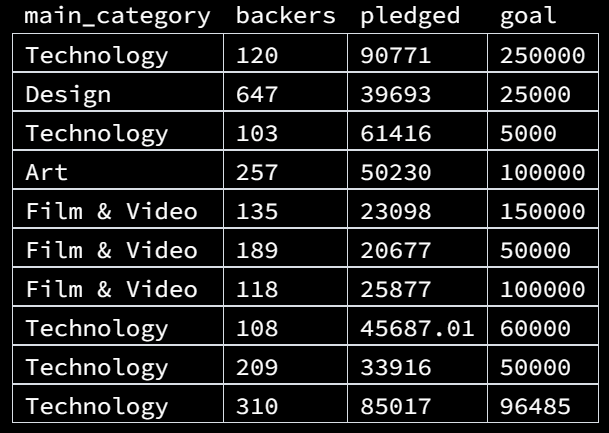 main_category backers pledged goal
Technology 120 90771 250000
Design 647 39693 25000
Technology 103 61416 5000
Art 257 50230 100000
Film & Video 135 23098 150000
Film & Video 189 20677 50000
Film & Video 118 25877 100000
Technology 108 45687.01 60000
Technology 209 33916 50000
Technology 310 85017 96485